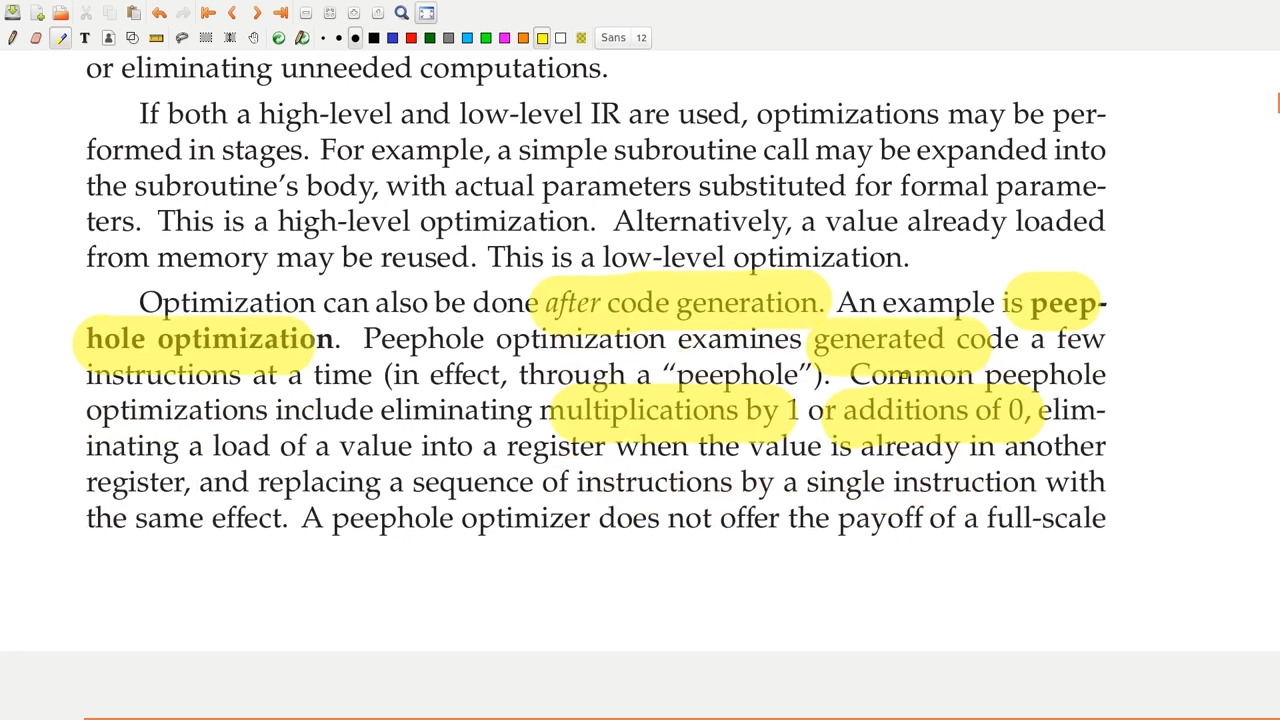 T
Sans 12
or eliminating unneeded computations.
If both a high-level and low-level IR are used, optimizations may be per-
formed in stages. For example, a simple subroutine call may be expanded into
the subroutine's body, with actual parameters substituted for formal parame-
ters. This is a high-level optimization. Alternatively, a value already loaded
from memory may be reused. This is a low-level optimization.
Optimization can also be done after code generation. An example is peep-
hole optimization. Peephole optimization examines generated code a few
instructions at a time (in effect, through a “peephole”). Common peephole
optimizations include eliminating multiplications by 1 or additions of 0, elim-
inating a load of a value into a register when the value is already in another
register, and replacing a sequence of instructions by a single instruction with
the same effect. A peephole optimizer does not offer the payoff of a full-scale